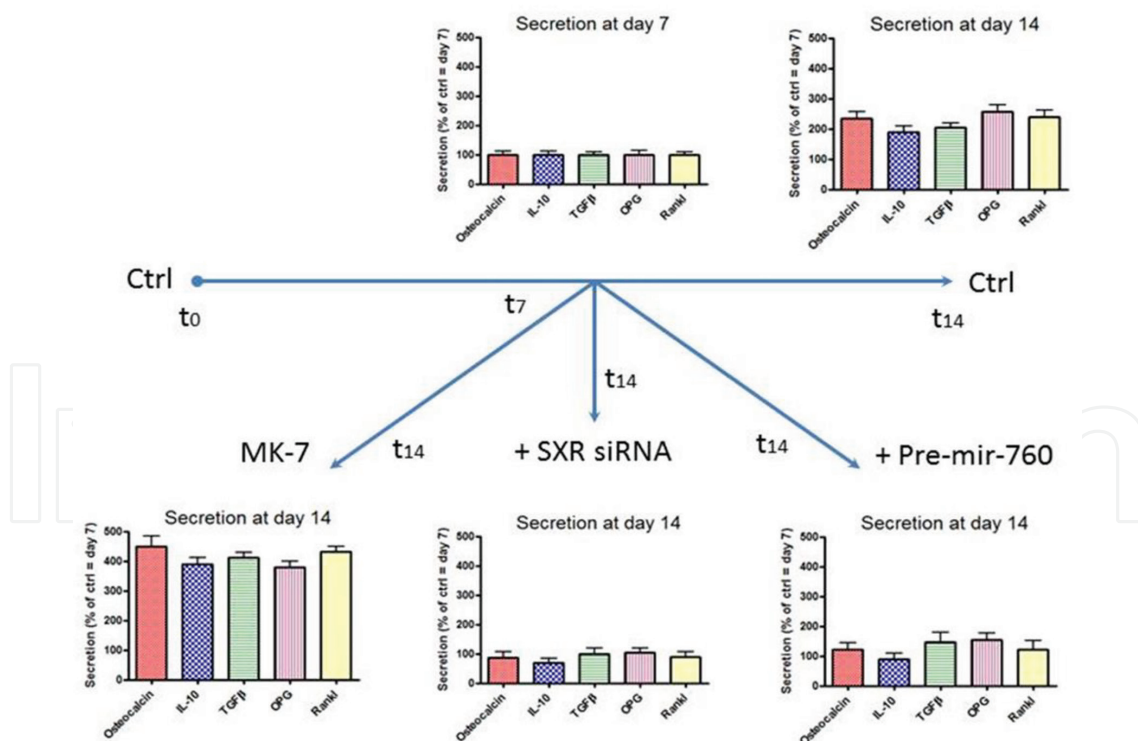 Secretion at day 7
Secretion (% of ctrl = day 7)
500
400
300
200
100
0
Osteocalcin
IL-10
TGFβ
OPG
Rankl
Secretion at day 14
Secretion (% of ctrl = day 7)
500
400
300
200
100
0
Osteocalcin
IL-10
TGFβ
OPG
Rankl
Ctrl
Ctrl
t0
t7
t14
t14
MK-7
t14
+ SXR siRNA
t14
+ Pre-mir-760
Secretion at day 14
Secretion (% of ctrl = day 7)
500
400
300
200
100
0
Osteocalcin
IL-10
TGFβ
OPG
Rankl
Secretion at day 14
Secretion (% of ctrl = day 7)
500
400
300
200
100
0
Osteocalcin
IL-10
TGFβ
OPG
Rankl
Secretion at day 14
Secretion (% of ctrl = day 7)
500
400
300
200
100
0
Osteocalcin
IL-10
TGFβ
OPG
Rankl